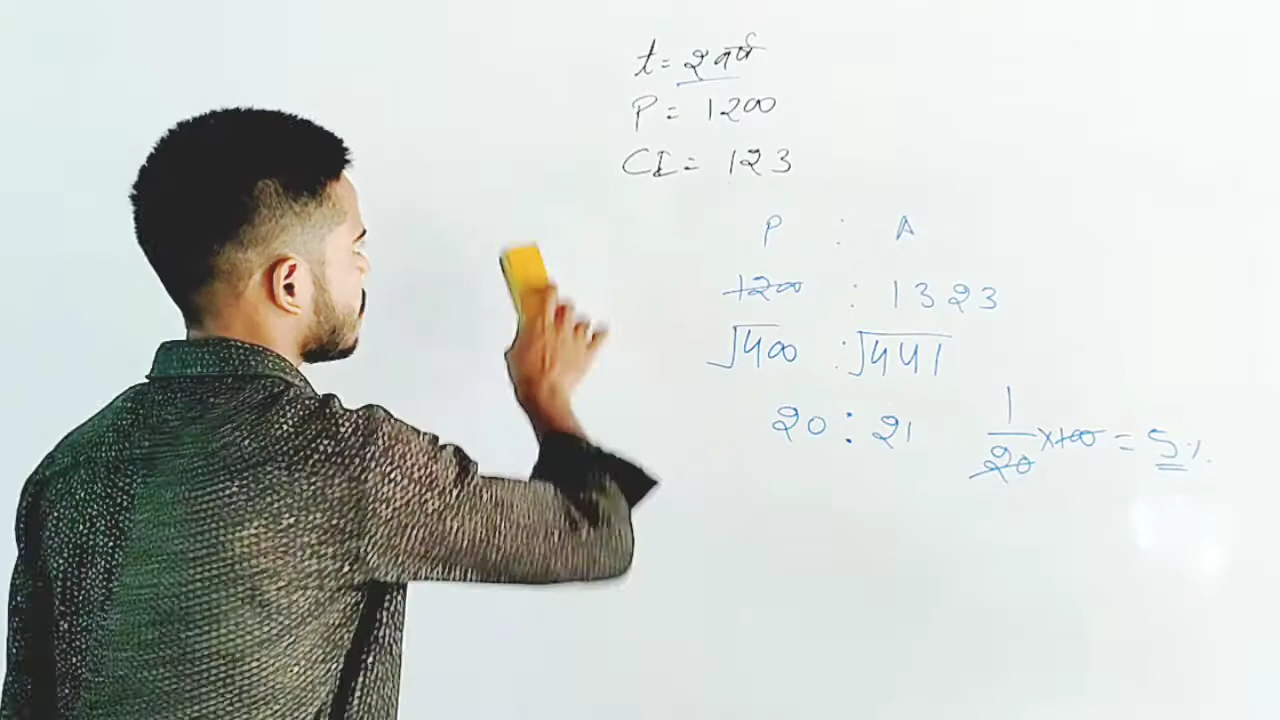 t = 2 वर्ष
P = 1200
CI = 123
P : A
1200 : 1323
√400 : √441
20 : 21
1/20 × 100 = 5%